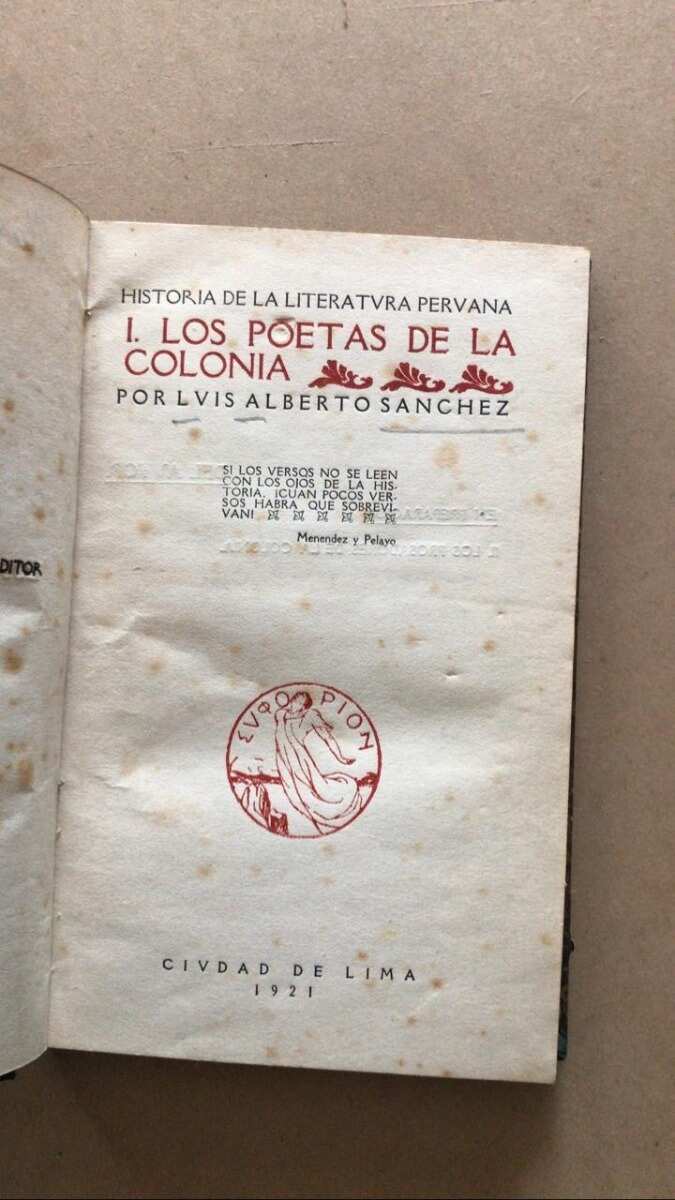 HISTORIA DE LA LITERATVRA PERVANA
I. LOS POETAS DE LA
COLONIA
POR LVIS ALBERTO SANCHEZ
SI LOS VERSOS NO SE LEEN
CON LOS OJOS DE LA HIS-
TORIA, ¡CUAN POCOS VER-
SOS HABRA QUE SOBREVI-
VAN!
Menendez y Pelayo
DITOR
ΕΥΦΟΡΙΟΝ
CIVDAD DE LIMA
1921